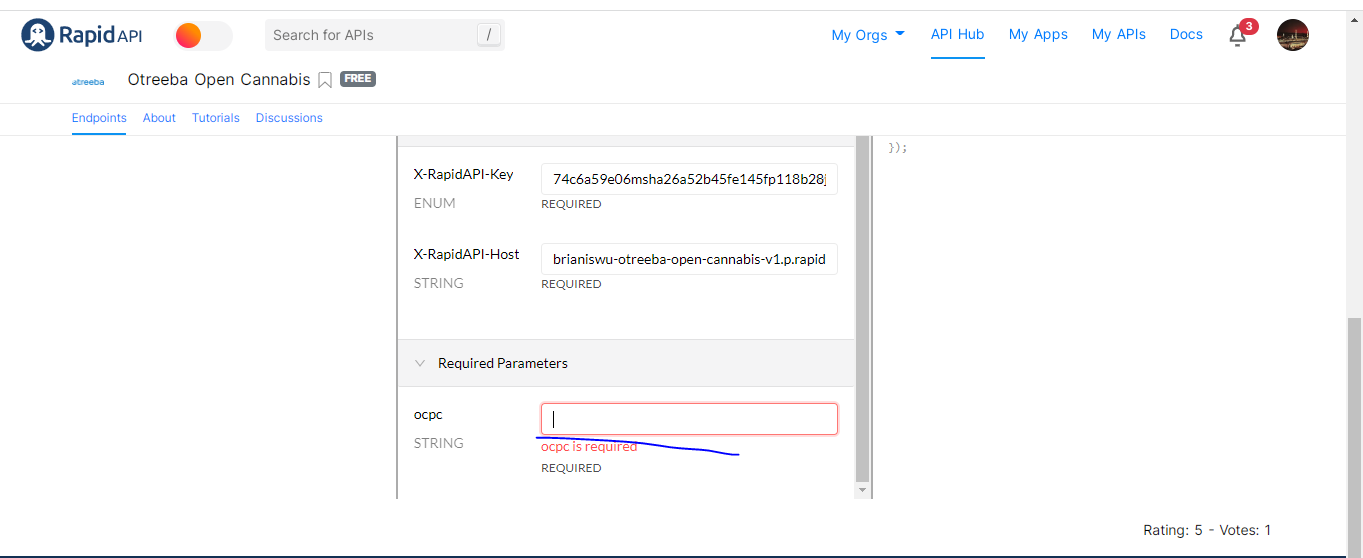 RapidAPI
Search for APIs /
My Orgs API Hub My Apps My APIs Docs 3
otreeba Otreeba Open Cannabis FREE
Endpoints About Tutorials Discussions
});
X-RapidAPI-Key 74c6a59e06msha26a52b45fe145fp118b28j
ENUM REQUIRED
X-RapidAPI-Host brianiswu-otreeba-open-cannabis-v1.p.rapid
STRING REQUIRED
Required Parameters
ocpc
STRING ocpc is required
REQUIRED
Rating: 5 - Votes: 1